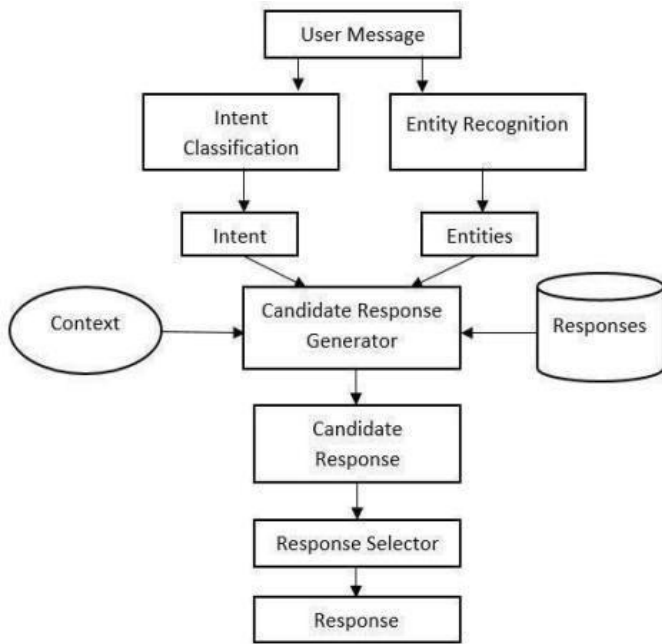 User Message
Intent
Classification
Entity Recognition
Intent
Entities
Context
Candidate Response
Generator
Responses
Candidate
Response
Response Selector
Response